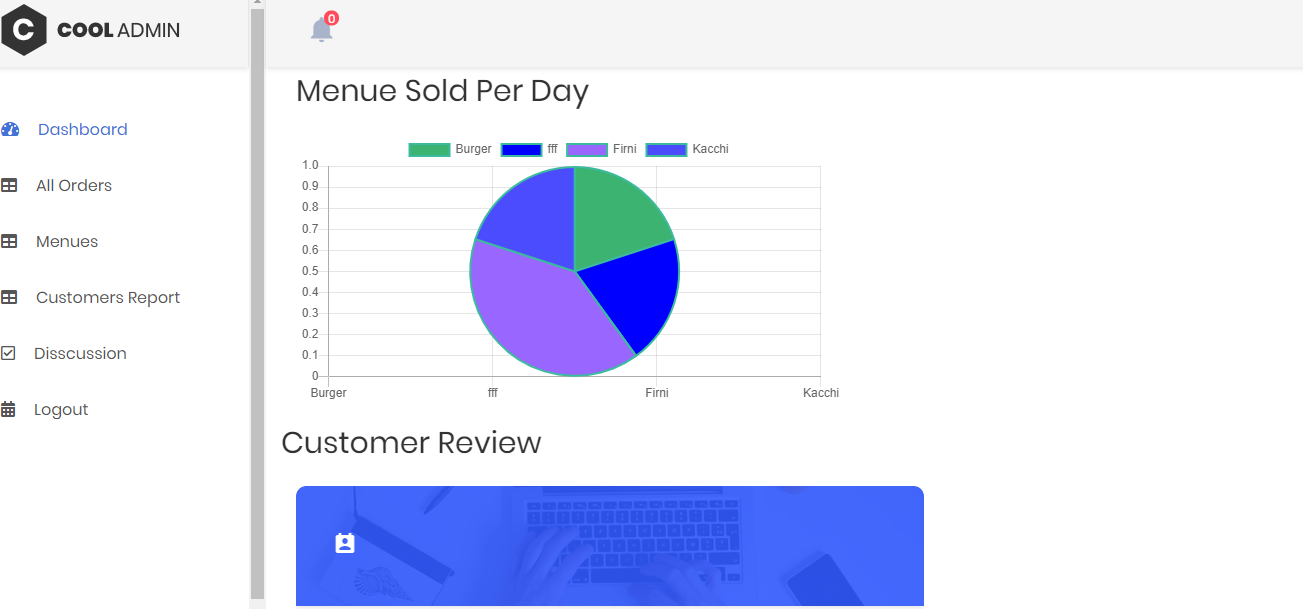 C COOL ADMIN
0
Dashboard
All Orders
Menues
Customers Report
Disscussion
Logout
Menue Sold Per Day
Burger fff Firni Kacchi
1.0
0.9
0.8
0.7
0.6
0.5
0.4
0.3
0.2
0.1
0
Burger fff Firni Kacchi
Customer Review